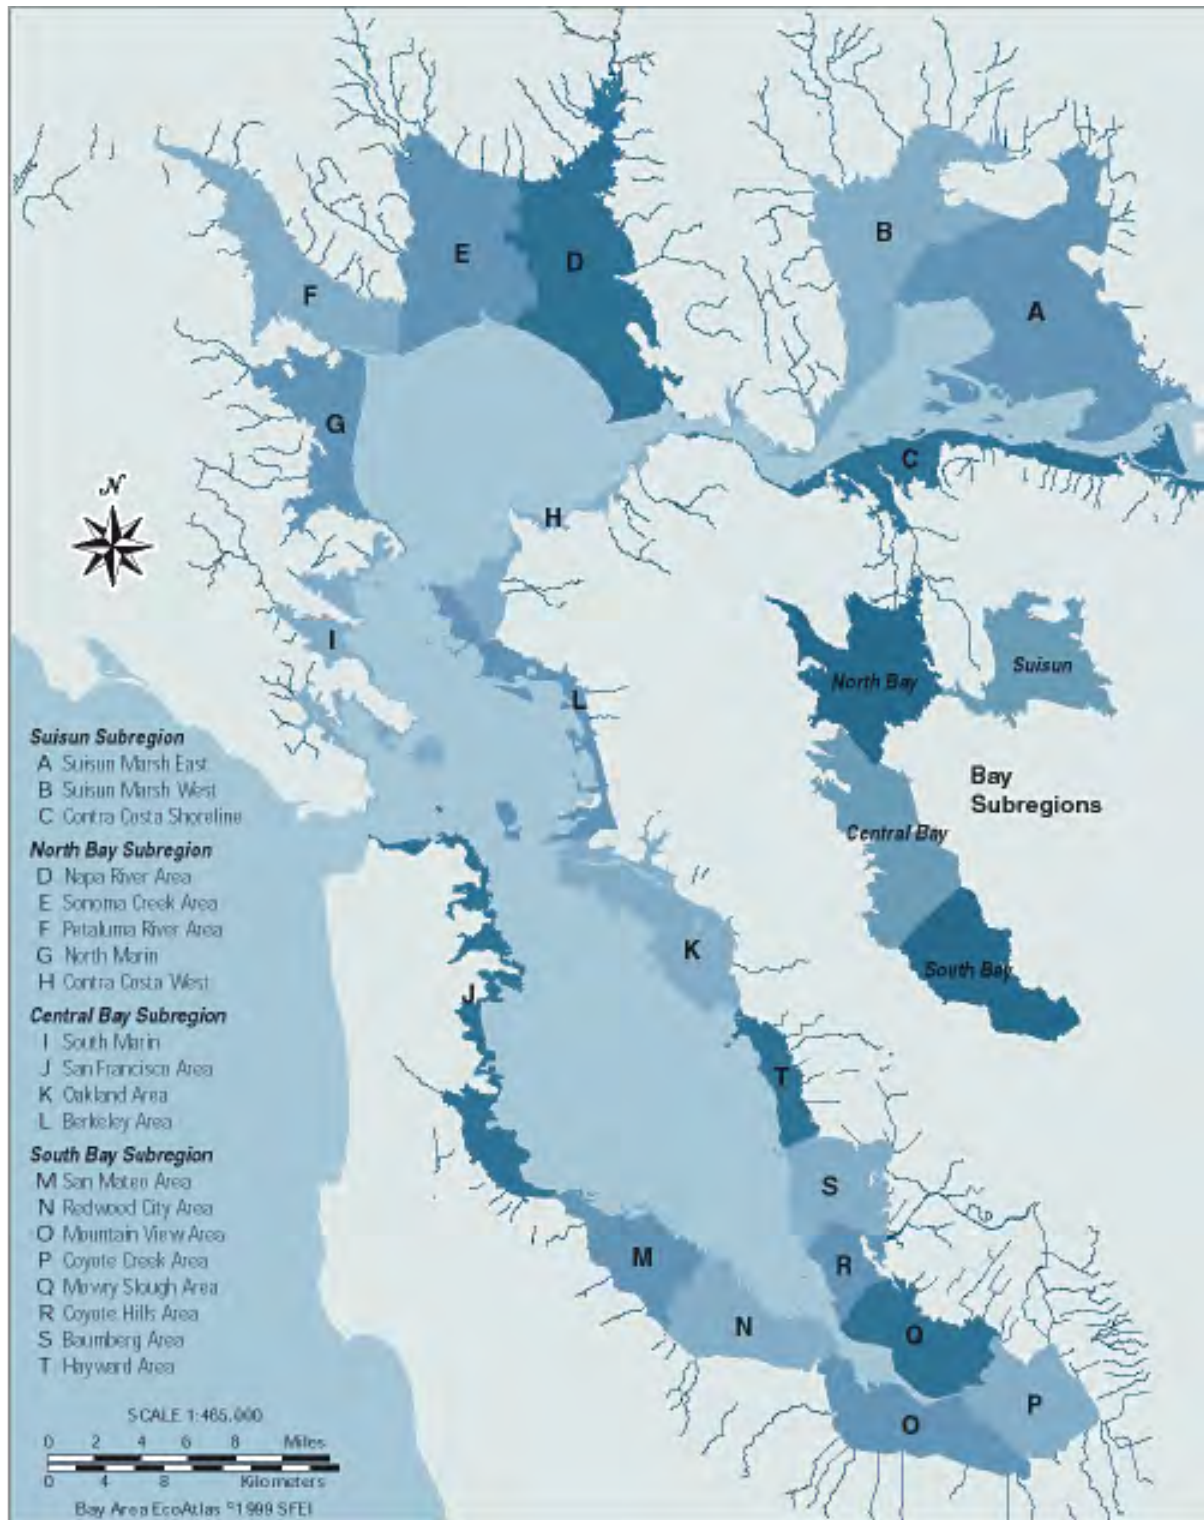 B
E
D
F
A
G
C
N
H
I
North Bay
Suisun
L
Bay
Subregions
Central Bay
South Bay
K
J
T
S
M
R
N
Q
P
O
Suisun Subregion
A Suisun Marsh East
B Suisun Marsh West
C Contra Costa Shoreline
North Bay Subregion
D Napa River Area
E Sonoma Creek Area
F Petaluma River Area
G North Marin
H Contra Costa West
Central Bay Subregion
I South Marin
J San Francisco Area
K Oakland Area
L Berkeley Area
South Bay Subregion
M San Mateo Area
N Redwood City Area
O Mountain View Area
P Coyote Creek Area
Q Mowry Slough Area
R Coyote Hills Area
S Baumberg Area
T Hayward Area
SCALE 1:465,000
0 2 4 6 8 Miles
0 4 8 Kilometers
Bay Area EcoAtlas ©1999 SFEI